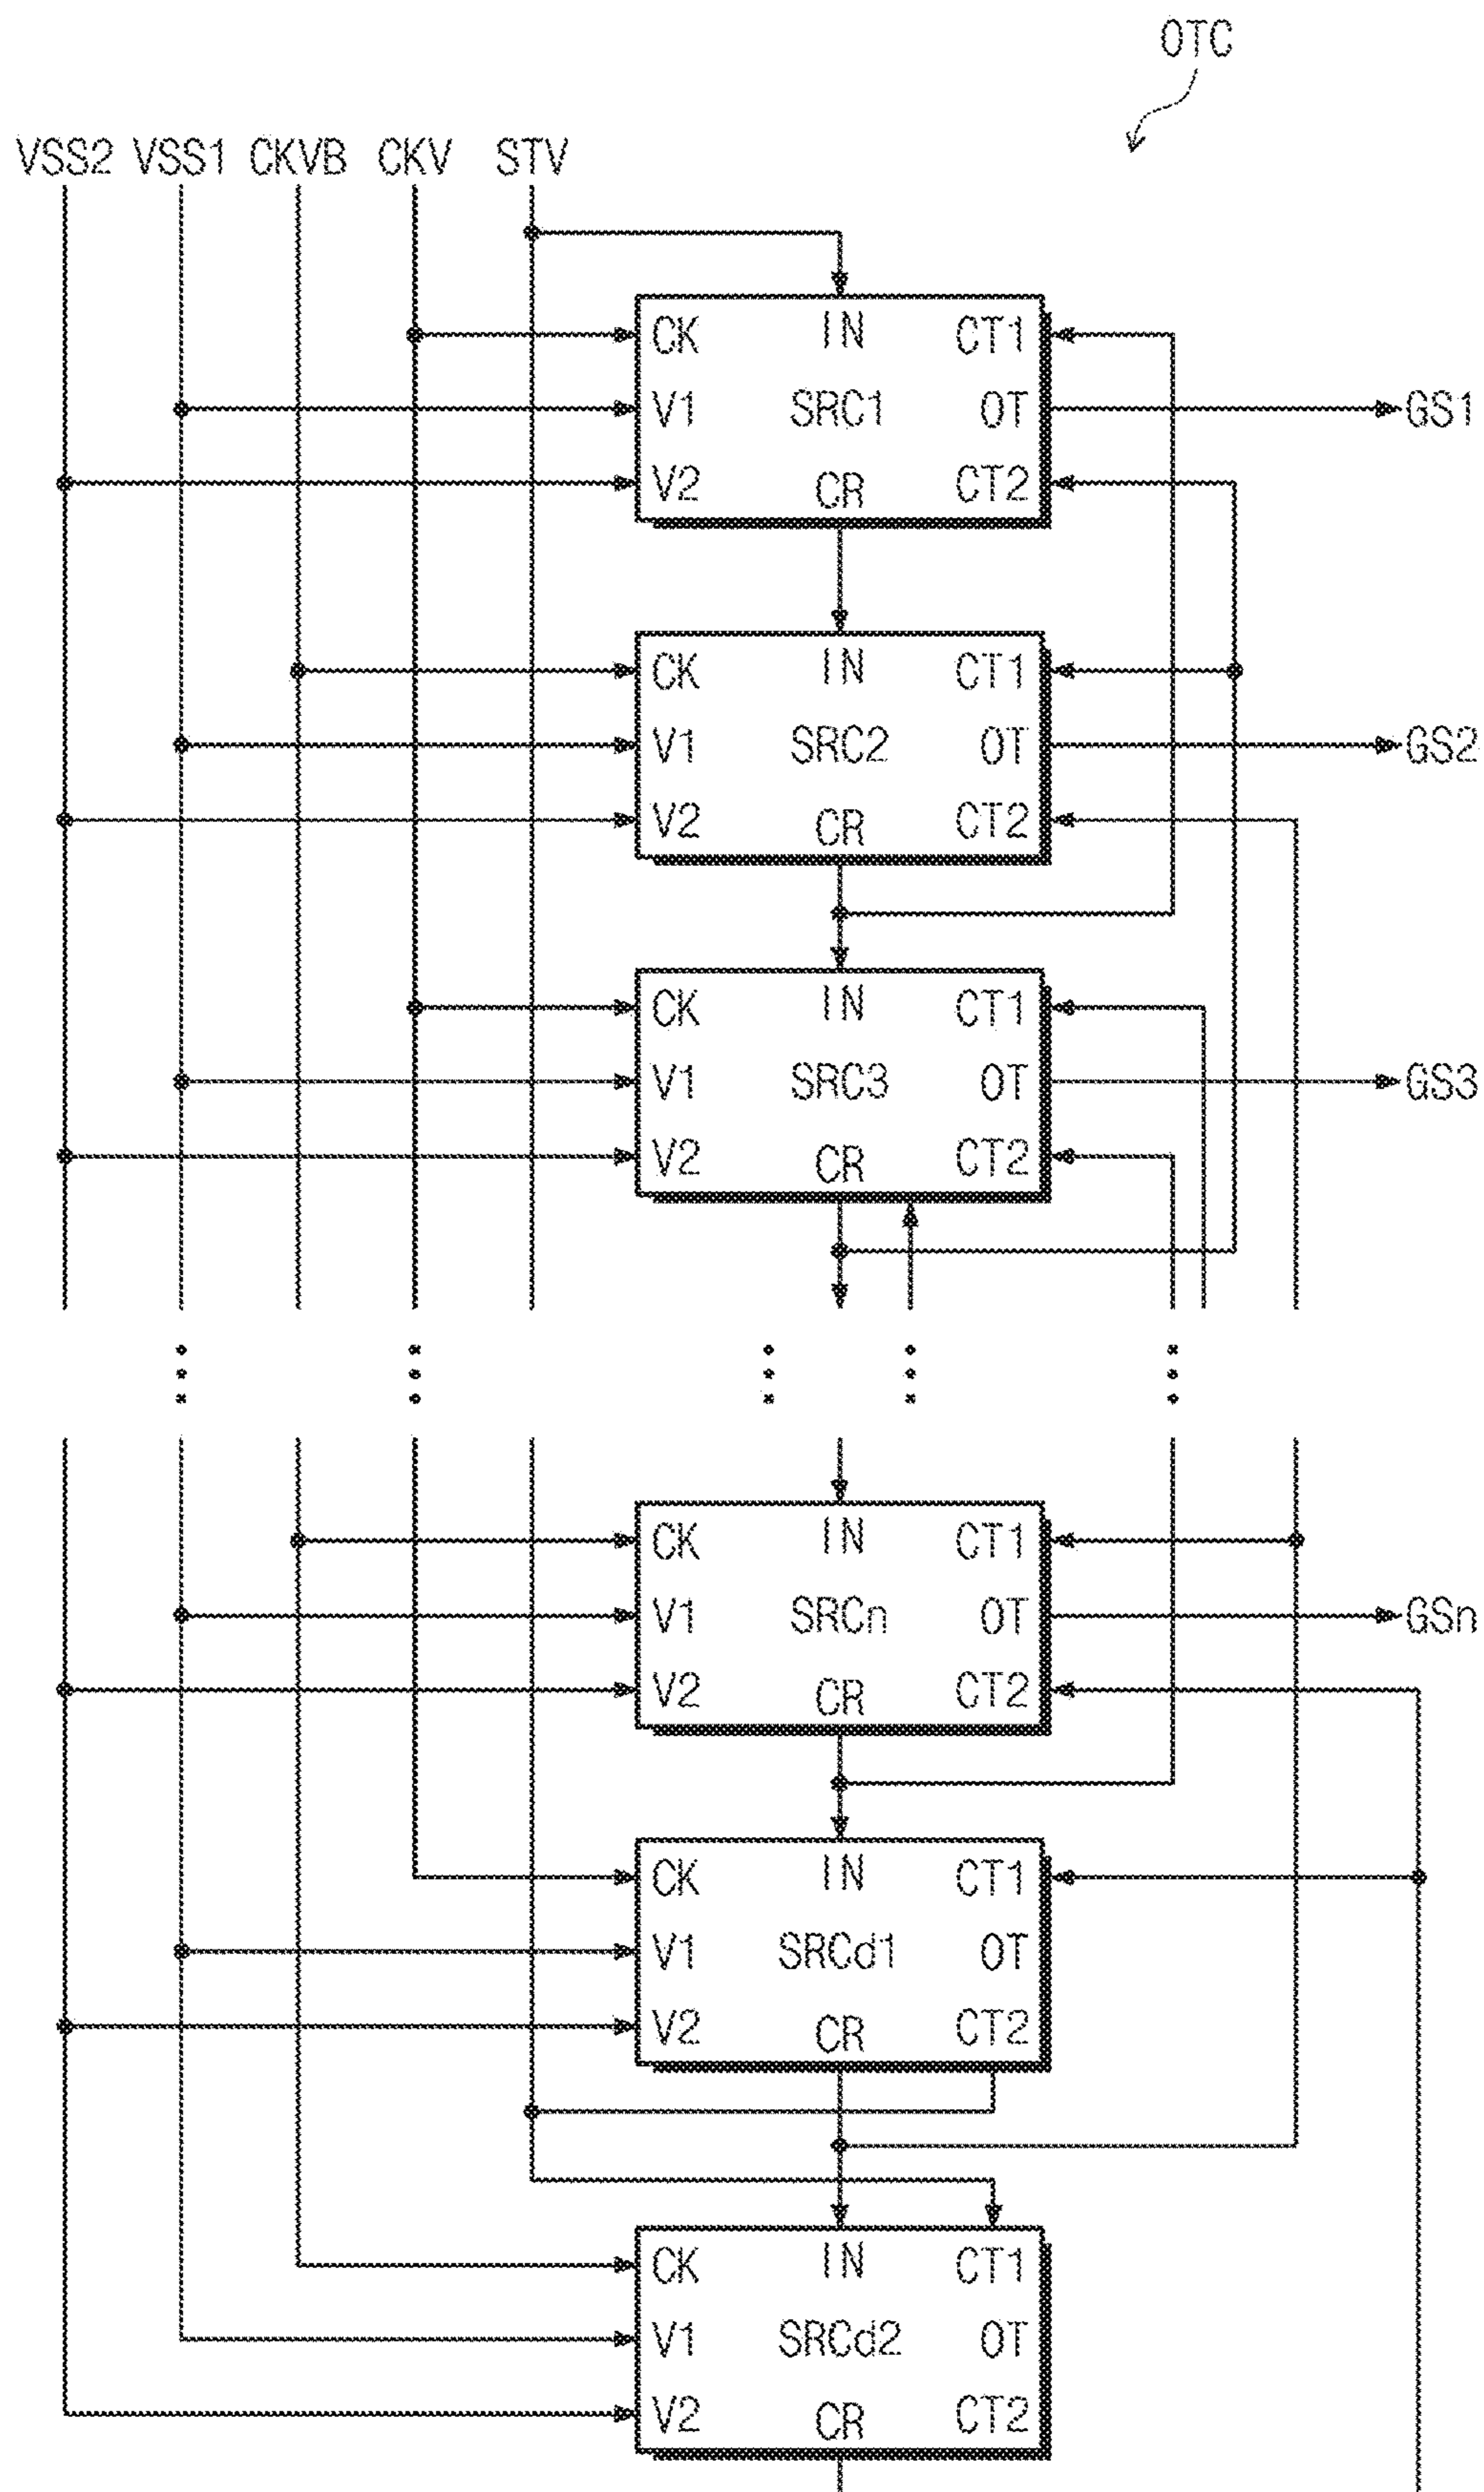 OTC
VSS2 VSS1 CKVB CKV STV
CK IN CT1
V1 SRC1 OT GS1
V2 CR CT2
CK IN CT1
V1 SRC2 OT GS2
V2 CR CT2
CK IN CT1
V1 SRC3 OT GS3
V2 CR CT2
CK IN CT1
V1 SRCn OT GSn
V2 CR CT2
CK IN CT1
V1 SRCd1 OT
V2 CR CT2
CK IN CT1
V1 SRCd2 OT
V2 CR CT2